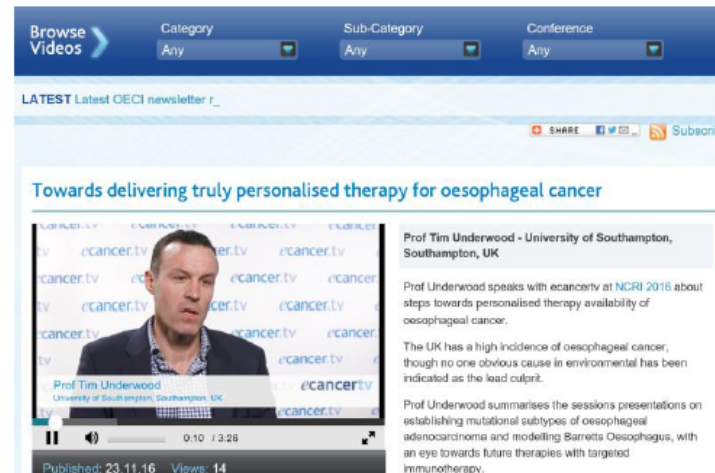 Browse
Videos
Category
Any
Sub-Category
Any
Conference
Any
LATEST Latest OECI newsletter r_
SHARE
Subscri
Towards delivering truly personalised therapy for oesophageal cancer
ecancer.tv
Prof Tim Underwood
University of Southampton, Southampton, UK
ecancertv
0:10 / 3:26
Published: 23.11.16 Views: 14
Prof Tim Underwood - University of Southampton,
Southampton, UK
Prof Underwood speaks with ecancertv at NCRI 2016 about
steps towards personalised therapy availability of
oesophageal cancer.
The UK has a high incidence of oesophageal cancer,
though no one obvious cause in environmental has been
indicated as the lead culprit.
Prof Underwood summarises the sessions presentations on
establishing mutational subtypes of oesophageal
adenocarcinoma and modelling Barretts Oesophagus, with
an eye towards future therapies with targeted
immunotherapy.